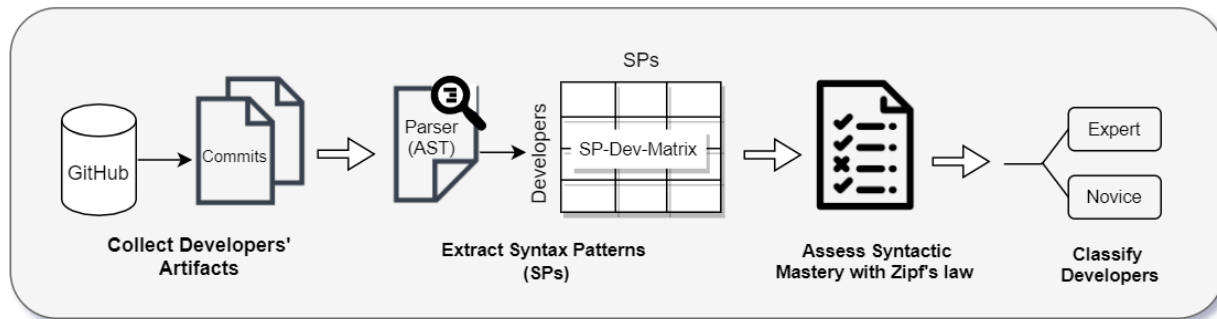 GitHub
Commits
Collect Developers'
Artifacts
Parser
(AST)
SPs
Developers
SP-Dev-Matrix
Extract Syntax Patterns
(SPs)
Assess Syntactic
Mastery with Zipf's law
Expert
Novice
Classify
Developers